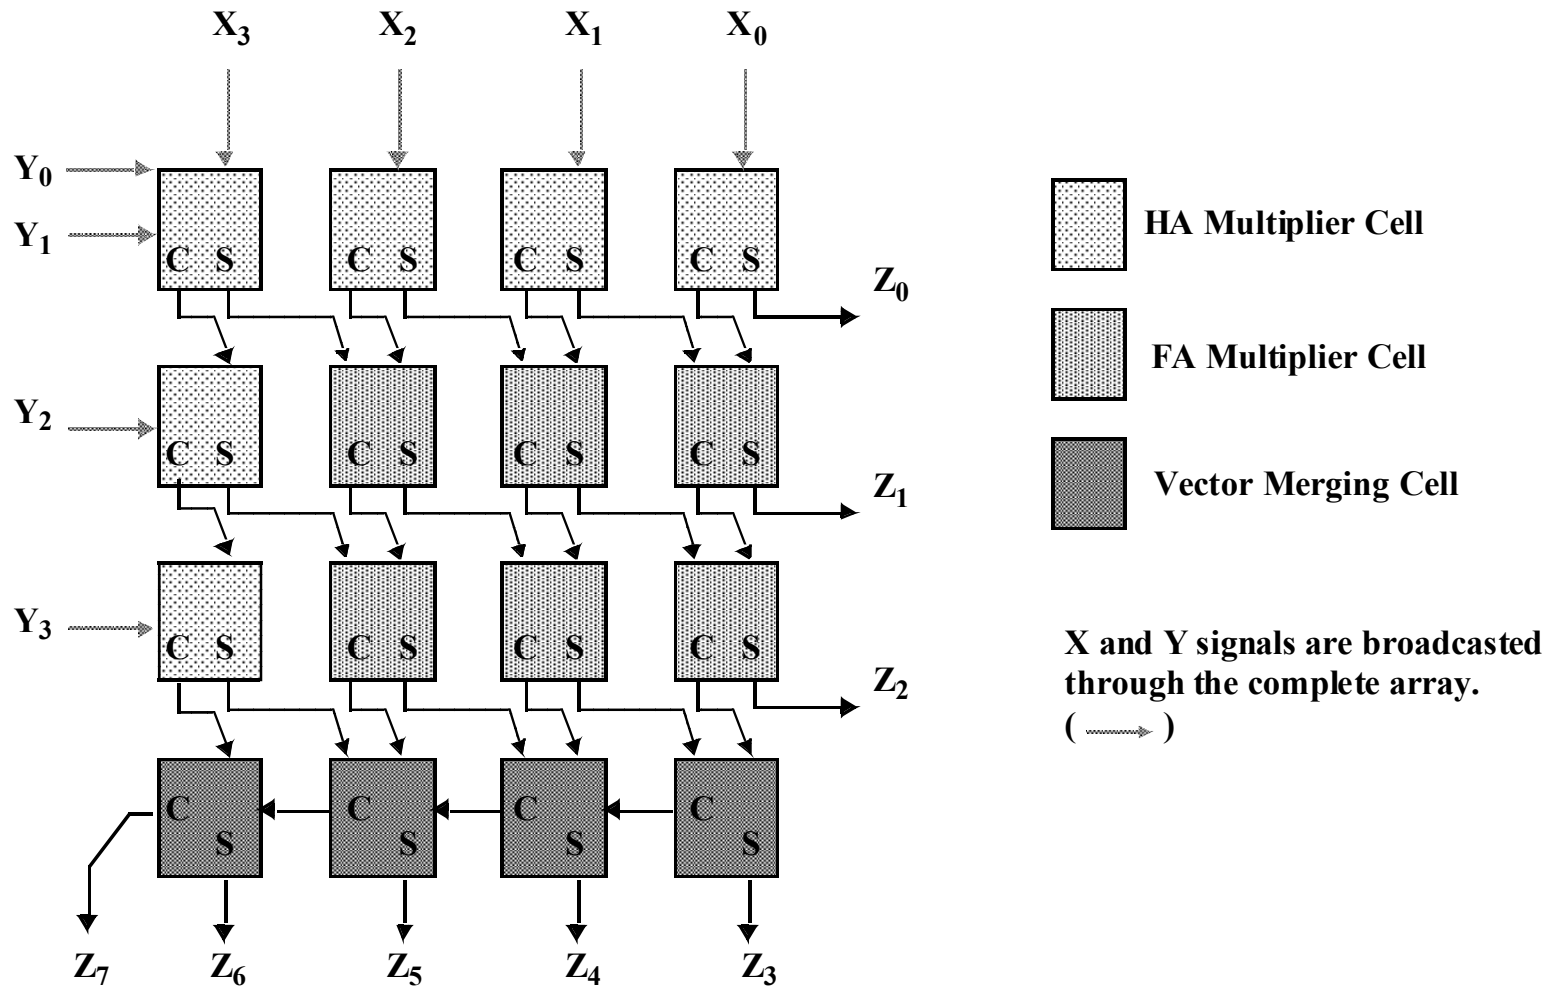 X3 X2 X1 X0
Y0
Y1
C S C S C S C S
Z0
HA Multiplier Cell
FA Multiplier Cell
Y2
C S C S C S C S
Z1
Vector Merging Cell
Y3
C S C S C S C S
Z2
X and Y signals are broadcasted
through the complete array.
( )
C C C C
S S S S
Z7 Z6 Z5 Z4 Z3